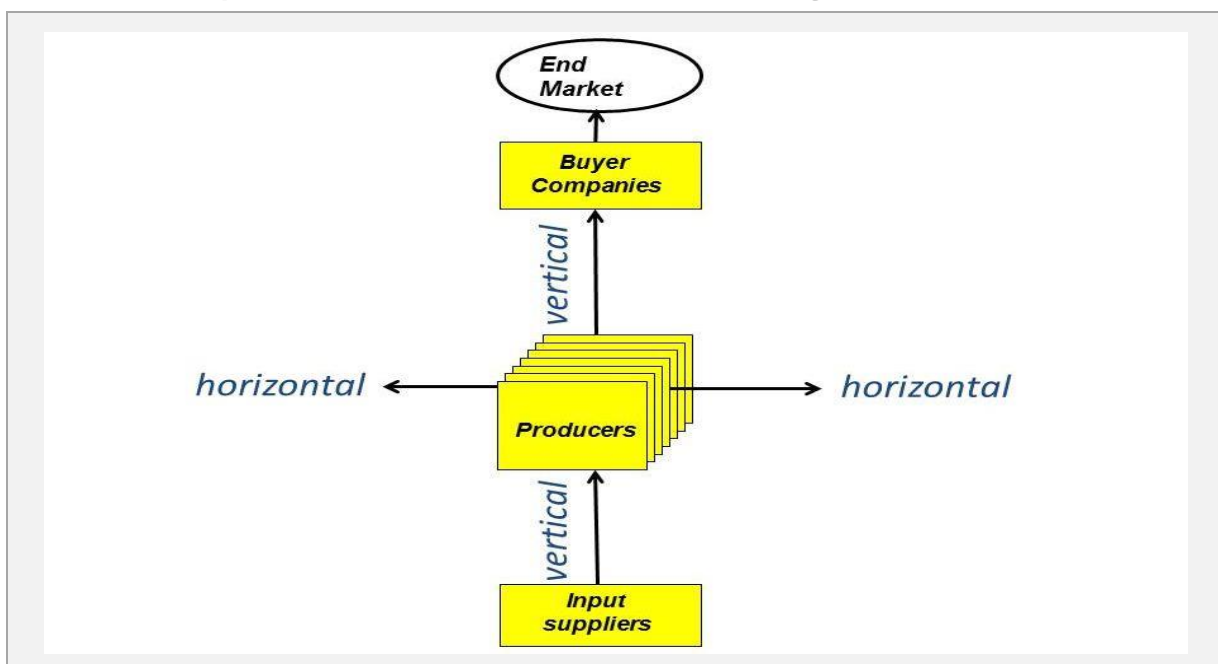 End
Market
Buyer
Companies
vertical
horizontal
horizontal
Producers
vertical
Input
suppliers